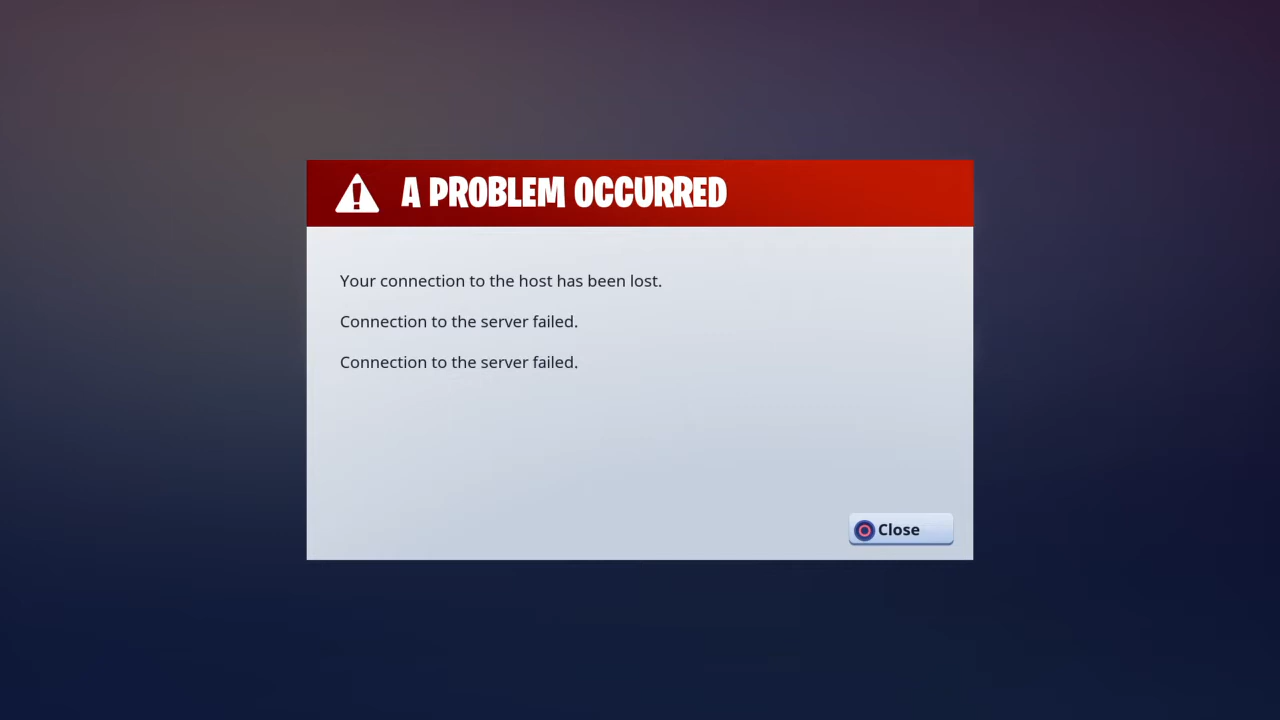 A PROBLEM OCCURRED
Your connection to the host has been lost.
Connection to the server failed.
Connection to the server failed.
Close